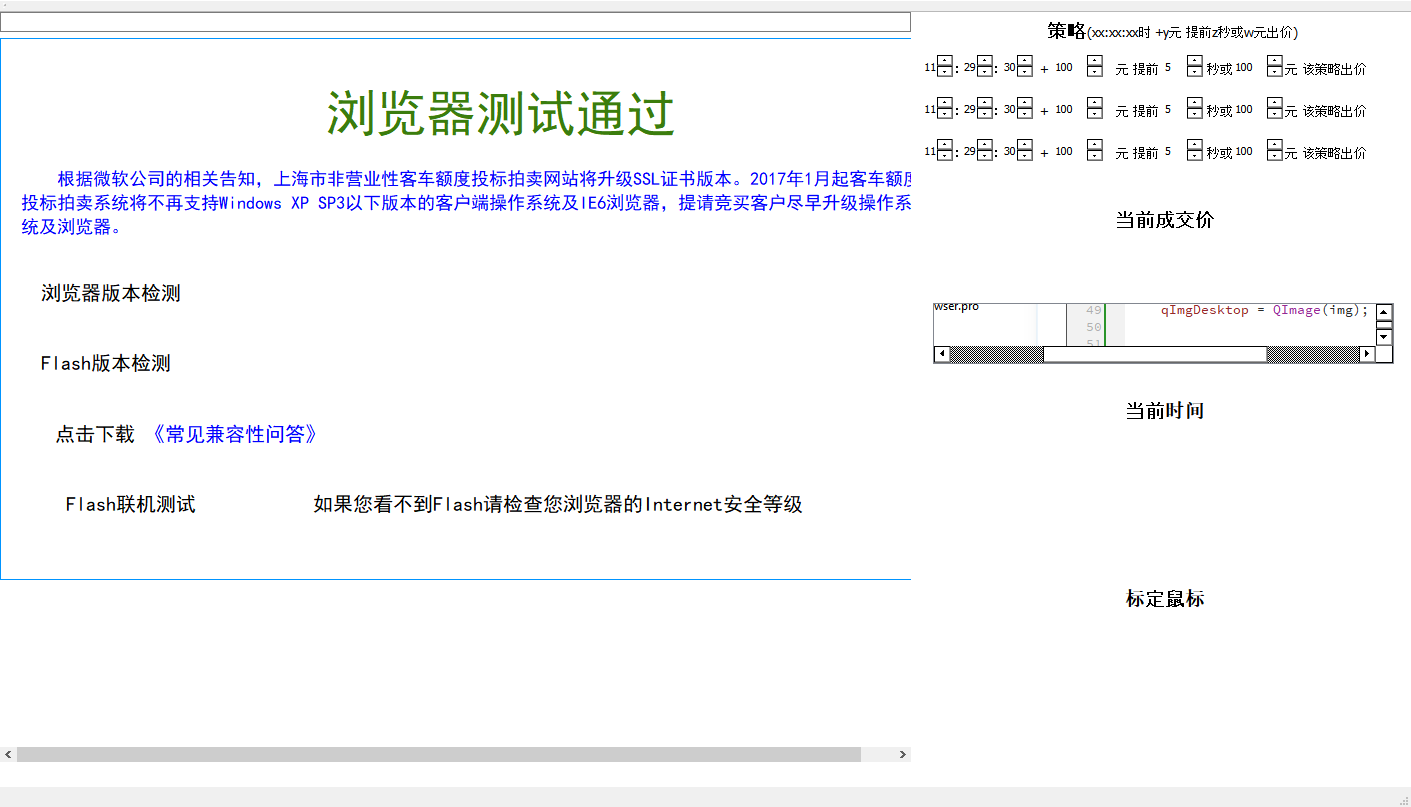 浏览器测试通过
根据微软公司的相关告知，上海市非营业性客车额度投标拍卖网站将升级SSL证书版本。2017年1月起客车额度
投标拍卖系统将不再支持Windows XP SP3以下版本的客户端操作系统及IE6浏览器，提请竞买客户尽早升级操作系
统及浏览器。
浏览器版本检测
Flash版本检测
点击下载 《常见兼容性问答》
Flash联机测试 如果您看不到Flash请检查您浏览器的Internet安全等级
策略(xx:xx:xx时 +y元 提前z秒或w元出价)
11 : 29 : 30 + 100 元 提前 5 秒或 100 元 该策略出价
11 : 29 : 30 + 100 元 提前 5 秒或 100 元 该策略出价
11 : 29 : 30 + 100 元 提前 5 秒或 100 元 该策略出价
当前成交价
wser.pro 49 qImgDesktop = QImage(img);
50
51
当前时间
标定鼠标